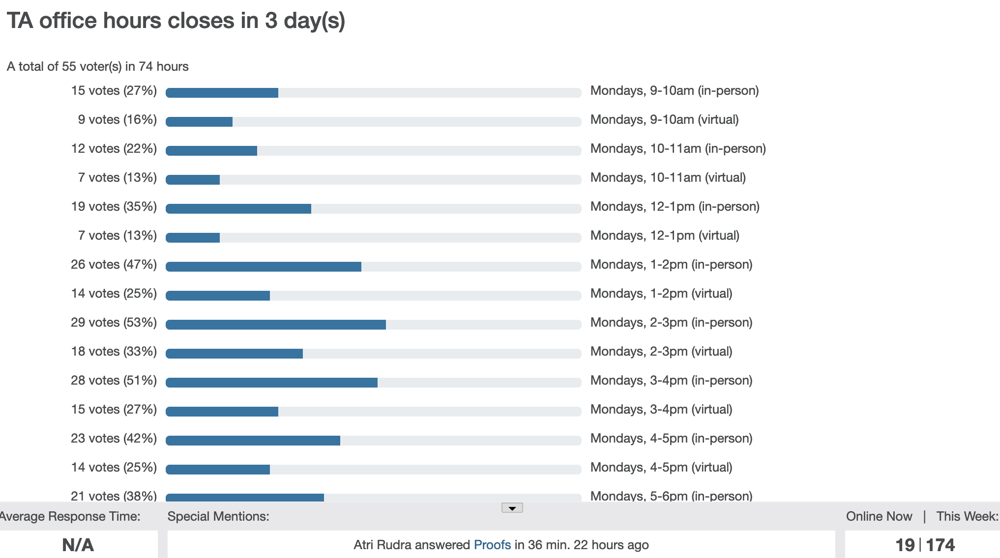 TA office hours closes in 3 day(s)
A total of 55 voter(s) in 74 hours
15 votes (27%) Mondays, 9-10am (in-person)
9 votes (16%) Mondays, 9-10am (virtual)
12 votes (22%) Mondays, 10-11am (in-person)
7 votes (13%) Mondays, 10-11am (virtual)
19 votes (35%) Mondays, 12-1pm (in-person)
7 votes (13%) Mondays, 12-1pm (virtual)
26 votes (47%) Mondays, 1-2pm (in-person)
14 votes (25%) Mondays, 1-2pm (virtual)
29 votes (53%) Mondays, 2-3pm (in-person)
18 votes (33%) Mondays, 2-3pm (virtual)
28 votes (51%) Mondays, 3-4pm (in-person)
15 votes (27%) Mondays, 3-4pm (virtual)
23 votes (42%) Mondays, 4-5pm (in-person)
14 votes (25%) Mondays, 4-5pm (virtual)
21 votes (38%) Mondays, 5-6pm (in-person)
Average Response Time: Special Mentions: Online Now | This Week:
N/A Atri Rudra answered Proofs in 36 min. 22 hours ago 19 | 174